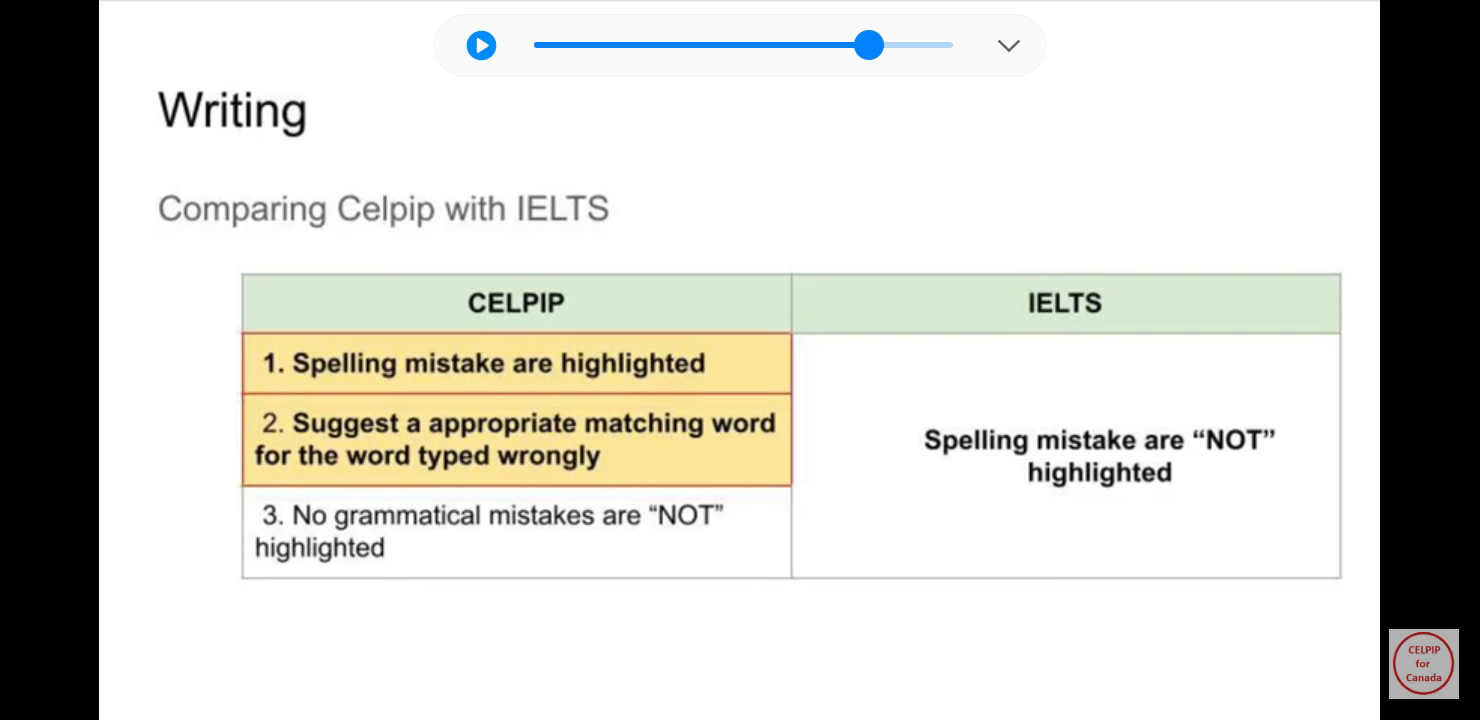 Writing
Comparing Celpip with IELTS
CELPIP
IELTS
1. Spelling mistake are highlighted
2. Suggest a appropriate matching word
for the word typed wrongly
3. No grammatical mistakes are “NOT”
highlighted
Spelling mistake are “NOT”
highlighted
CELPIP
for
Canada